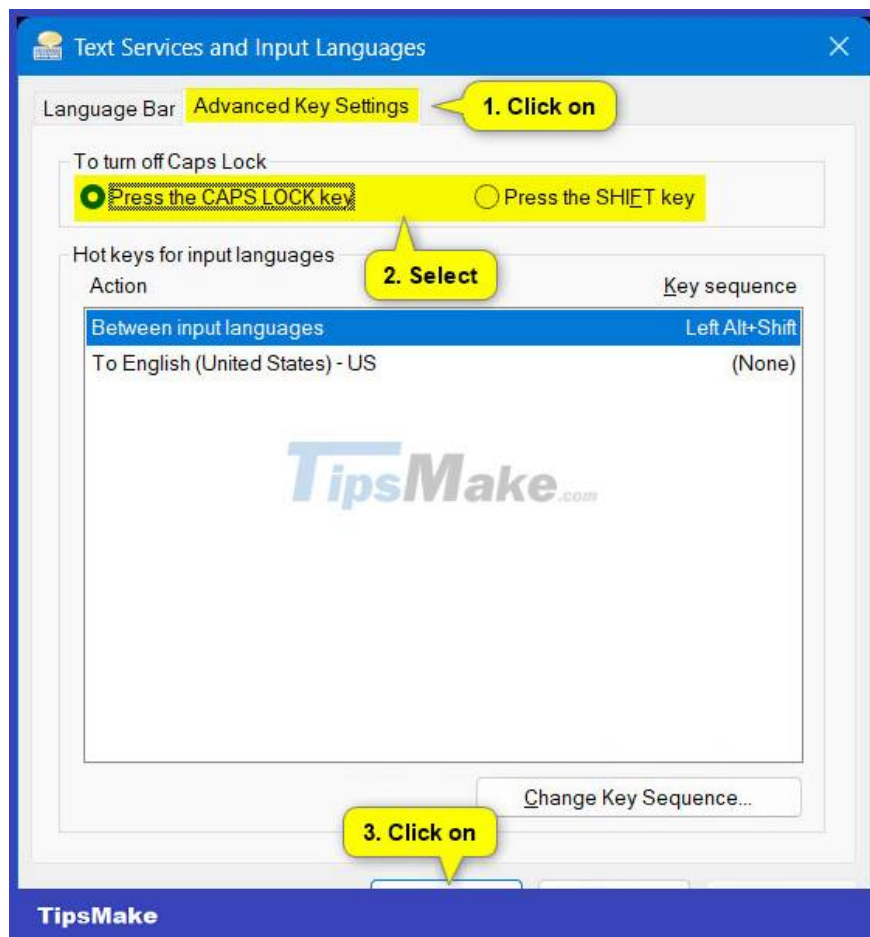 Text Services and Input Languages
Language Bar
Advanced Key Settings
1. Click on
To turn off Caps Lock
Press the CAPS LOCK key
Press the SHIFT key
2. Select
Hot keys for input languages
Action
Key sequence
Between input languages
Left Alt+Shift
To English (United States) - US
(None)
TipsMake.com
Change Key Sequence...
3. Click on
TipsMake